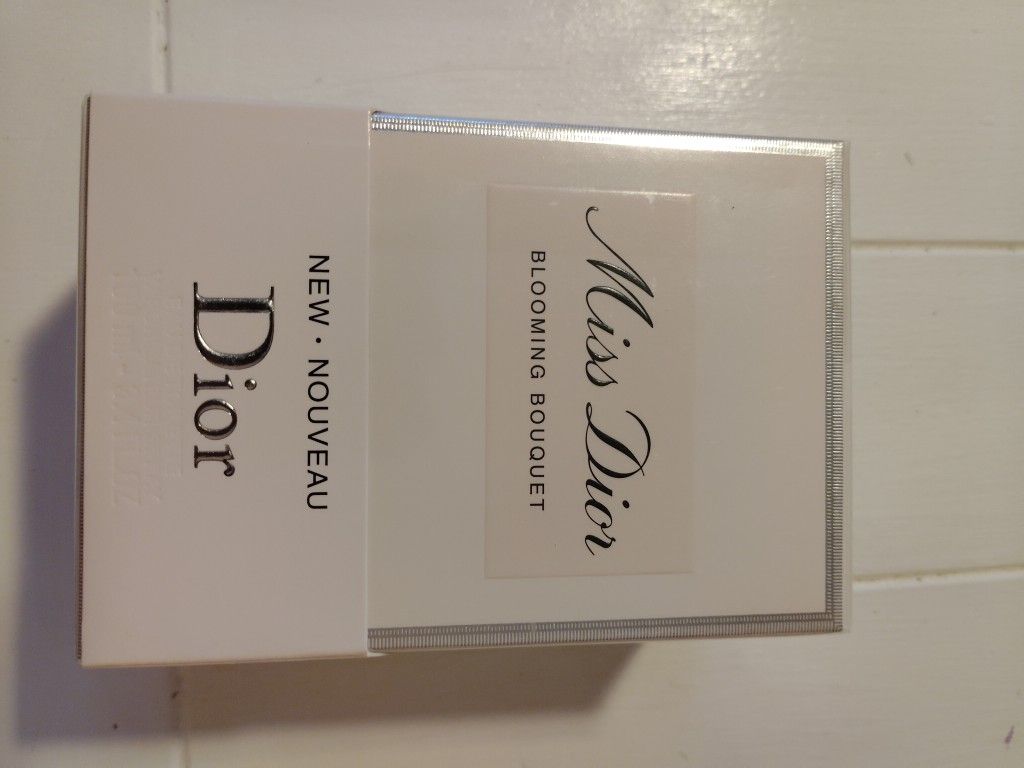 Miss Dior
BLOOMING BOUQUET
NEW · NOUVEAU
Dior